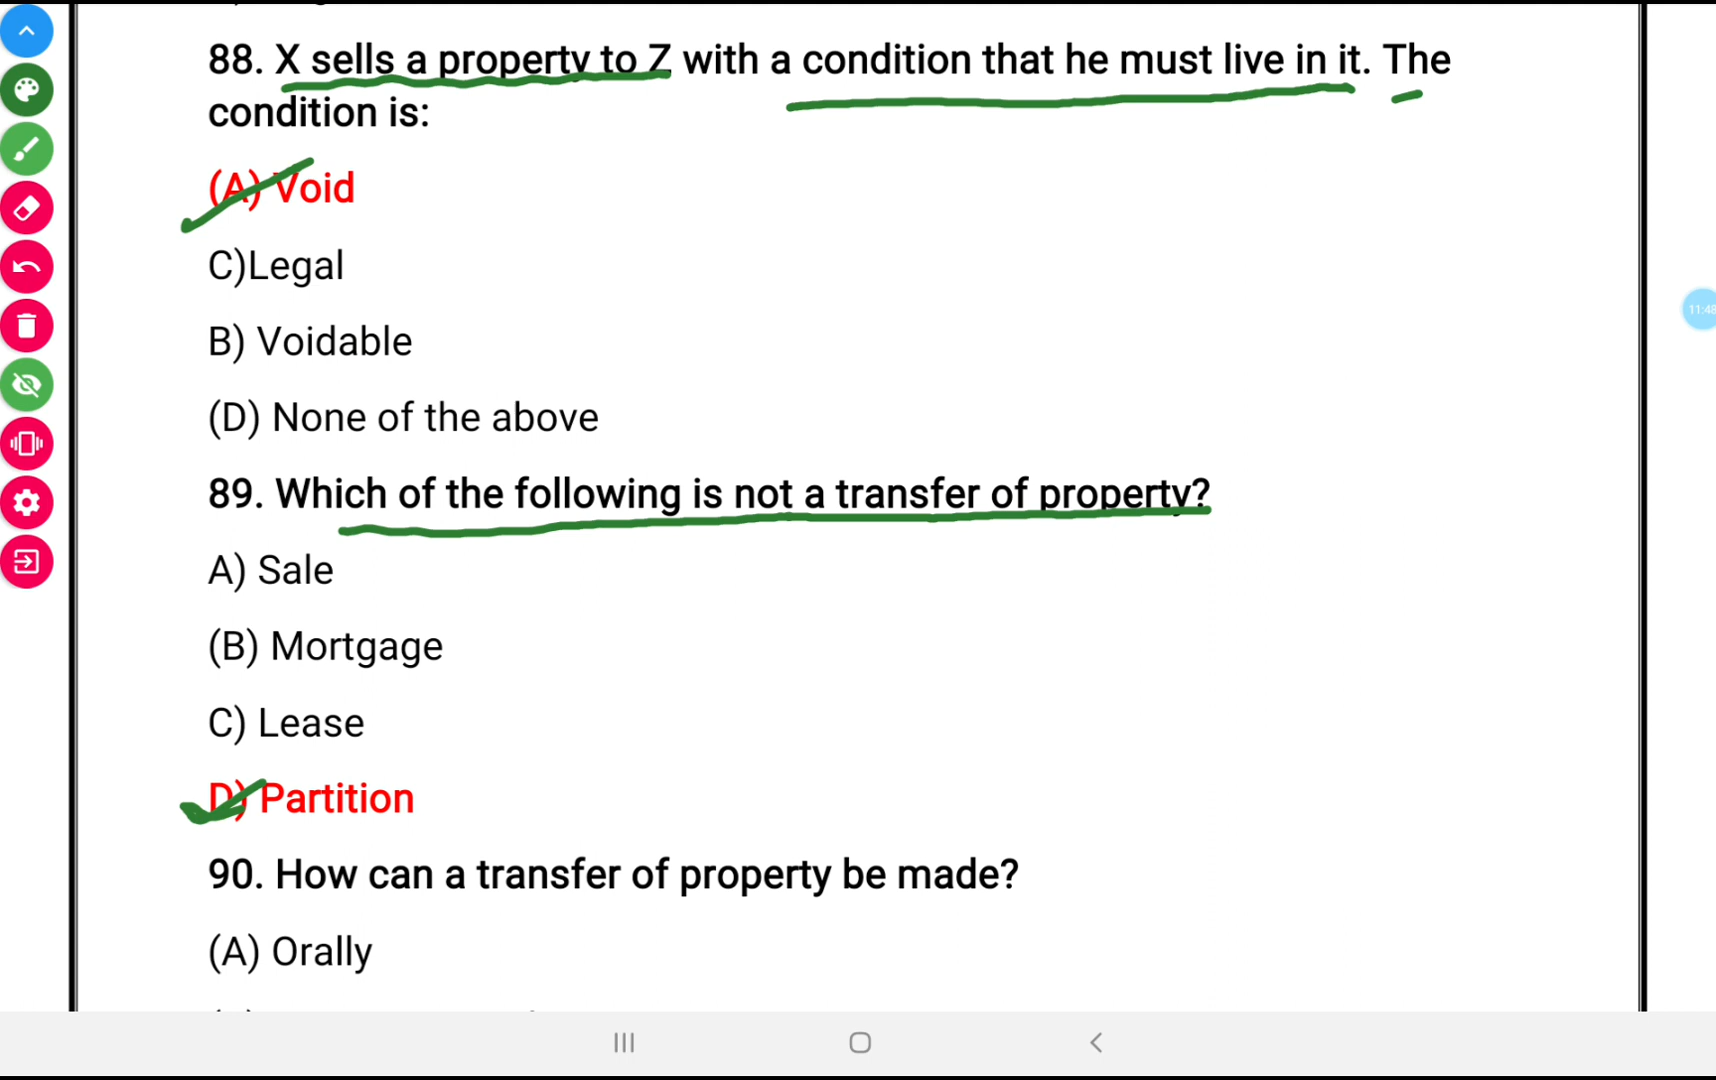 88. X sells a property to Z with a condition that he must live in it. The
condition is:
(A) Void
C)Legal
B) Voidable
(D) None of the above
89. Which of the following is not a transfer of property?
A) Sale
(B) Mortgage
C) Lease
D) Partition
90. How can a transfer of property be made?
(A) Orally
11:48